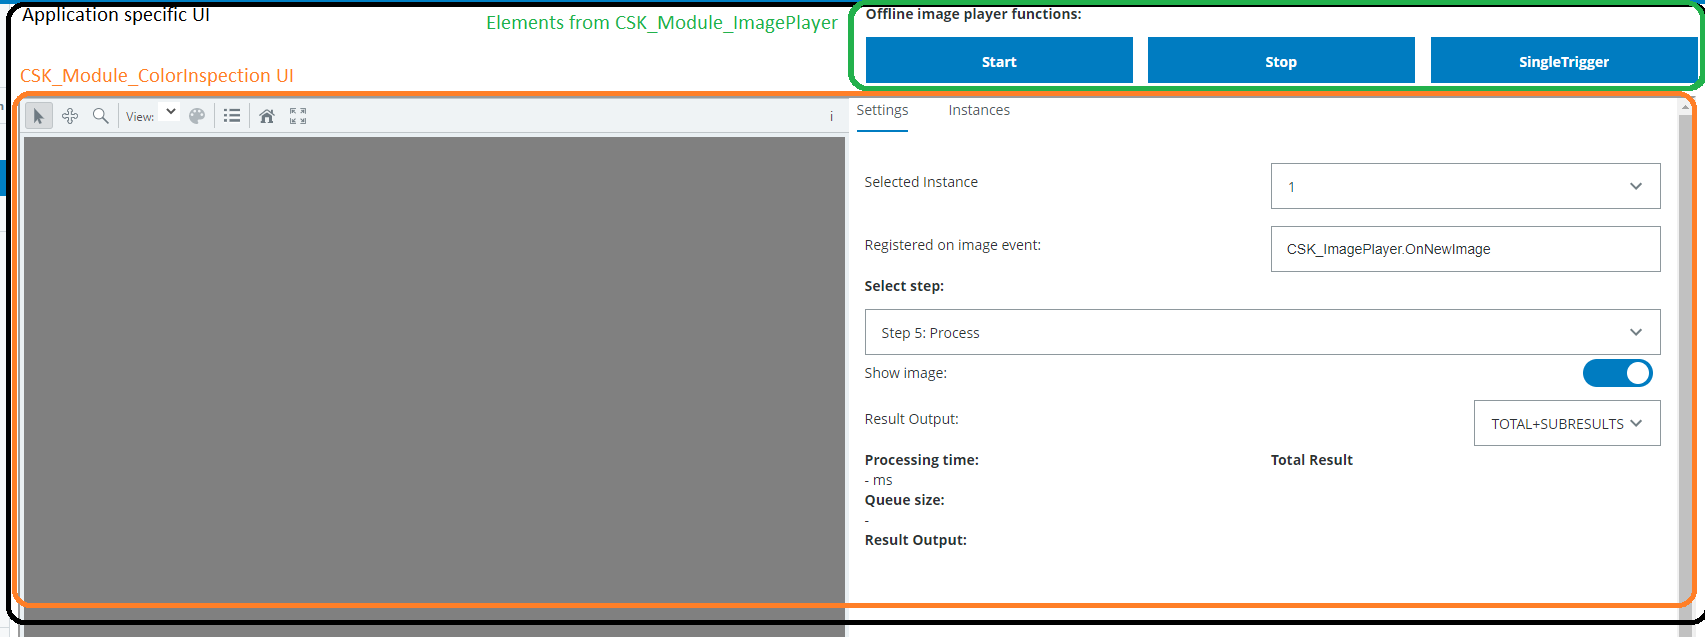 Application specific UI
Elements from CSK_Module_ImagePlayer
Offline image player functions:
Start
Stop
SingleTrigger
CSK_Module_ColorInspection UI
View:
i
Settings
Instances
Selected Instance
1
Registered on image event:
CSK_ImagePlayer.OnNewImage
Select step:
Step 5: Process
Show image:
Result Output:
TOTAL+SUBRESULTS
Processing time:
Total Result
- ms
Queue size:
-
Result Output: